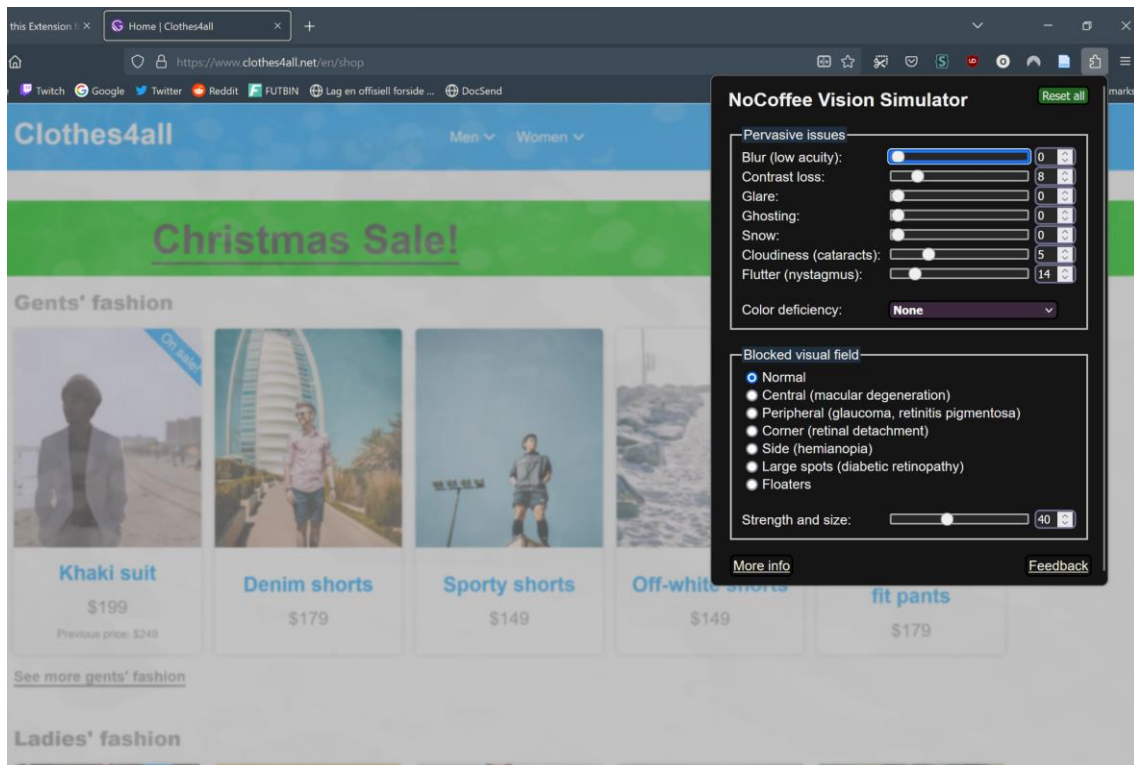 this Extension f
Home | Clothes4all
https://www.clothes4all.net/en/shop
Twitch Google Twitter Reddit FUTBIN Lag en offisiell forside ... DocSend
marks
Clothes4all
Men Women
Christmas Sale!
Gents' fashion
On sale!
Khaki suit
$199
Previous price: $249
Denim shorts
$179
Sporty shorts
$149
Off-white shorts
$149
fit pants
$179
See more gents' fashion
Ladies' fashion
NoCoffee Vision Simulator
Reset all
Pervasive issues
Blur (low acuity): 0
Contrast loss: 8
Glare: 0
Ghosting: 0
Snow: 0
Cloudiness (cataracts): 5
Flutter (nystagmus): 14
Color deficiency: None
Blocked visual field
Normal
Central (macular degeneration)
Peripheral (glaucoma, retinitis pigmentosa)
Corner (retinal detachment)
Side (hemianopia)
Large spots (diabetic retinopathy)
Floaters
Strength and size: 40
More info Feedback